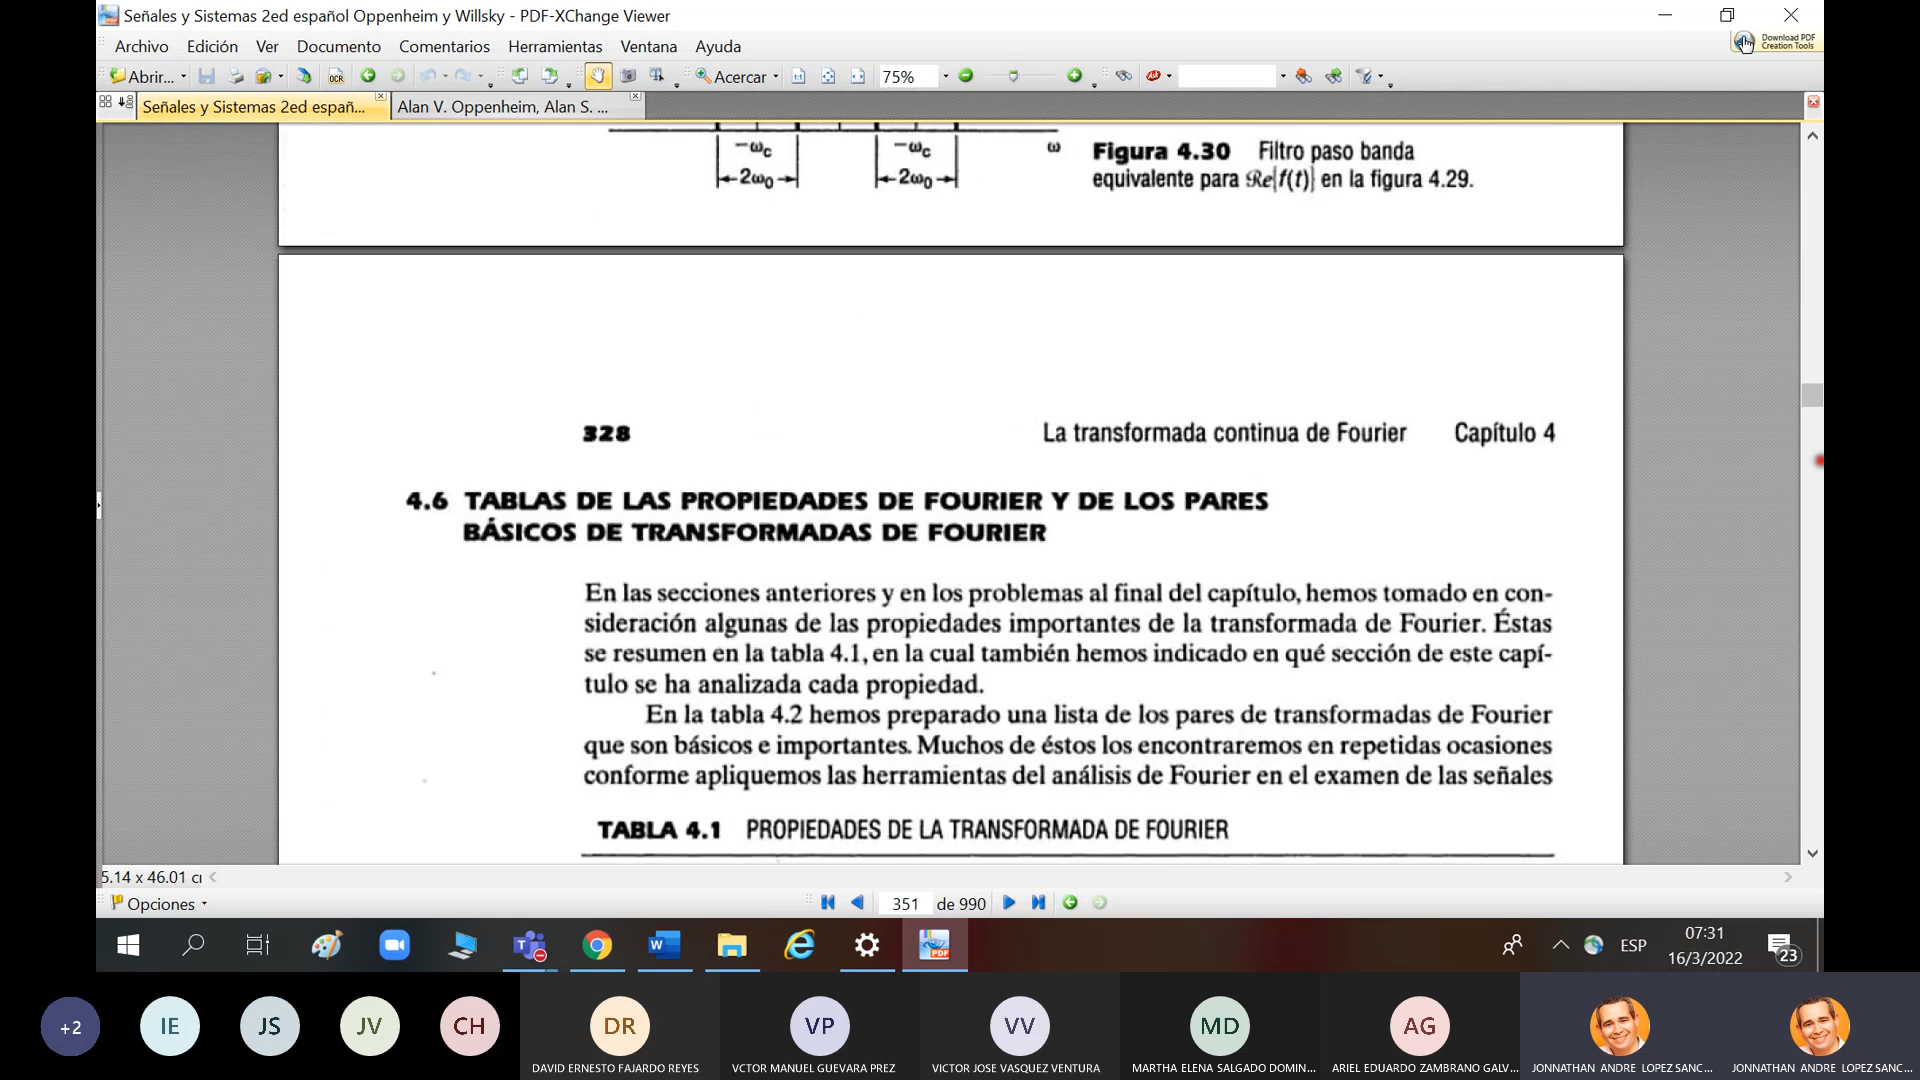 Señales y Sistemas 2ed español Oppenheim y Willsky - PDF-XChange Viewer
Archivo Edición Ver Documento Comentarios Herramientas Ventana Ayuda
Download PDF
Creation Tools
Abrir... OCR Acercar 75%
Señales y Sistemas 2ed españ... Alan V. Oppenheim, Alan S. ...
−ωc −ωc ω
2ω0 2ω0
Figura 4.30 Filtro paso banda
equivalente para ℛe{f(t)} en la figura 4.29.
328 La transformada continua de Fourier Capítulo 4
4.6 TABLAS DE LAS PROPIEDADES DE FOURIER Y DE LOS PARES
BÁSICOS DE TRANSFORMADAS DE FOURIER
En las secciones anteriores y en los problemas al final del capítulo, hemos tomado en con-
sideración algunas de las propiedades importantes de la transformada de Fourier. Éstas
se resumen en la tabla 4.1, en la cual también hemos indicado en qué sección de este capí-
tulo se ha analizada cada propiedad.
En la tabla 4.2 hemos preparado una lista de los pares de transformadas de Fourier
que son básicos e importantes. Muchos de éstos los encontraremos en repetidas ocasiones
conforme apliquemos las herramientas del análisis de Fourier en el examen de las señales
TABLA 4.1 PROPIEDADES DE LA TRANSFORMADA DE FOURIER
5.14 x 46.01 c
Opciones 351 de 990
ESP
07:31
16/3/2022
23
+2 IE JS JV CH DR VP VV MD AG
DAVID ERNESTO FAJARDO REYES VCTOR MANUEL GUEVARA PREZ VICTOR JOSE VASQUEZ VENTURA MARTHA ELENA SALGADO DOMIN... ARIEL EDUARDO ZAMBRANO GALV... JONNATHAN ANDRE LOPEZ SANC... JONNATHAN ANDRE LOPEZ SANC...